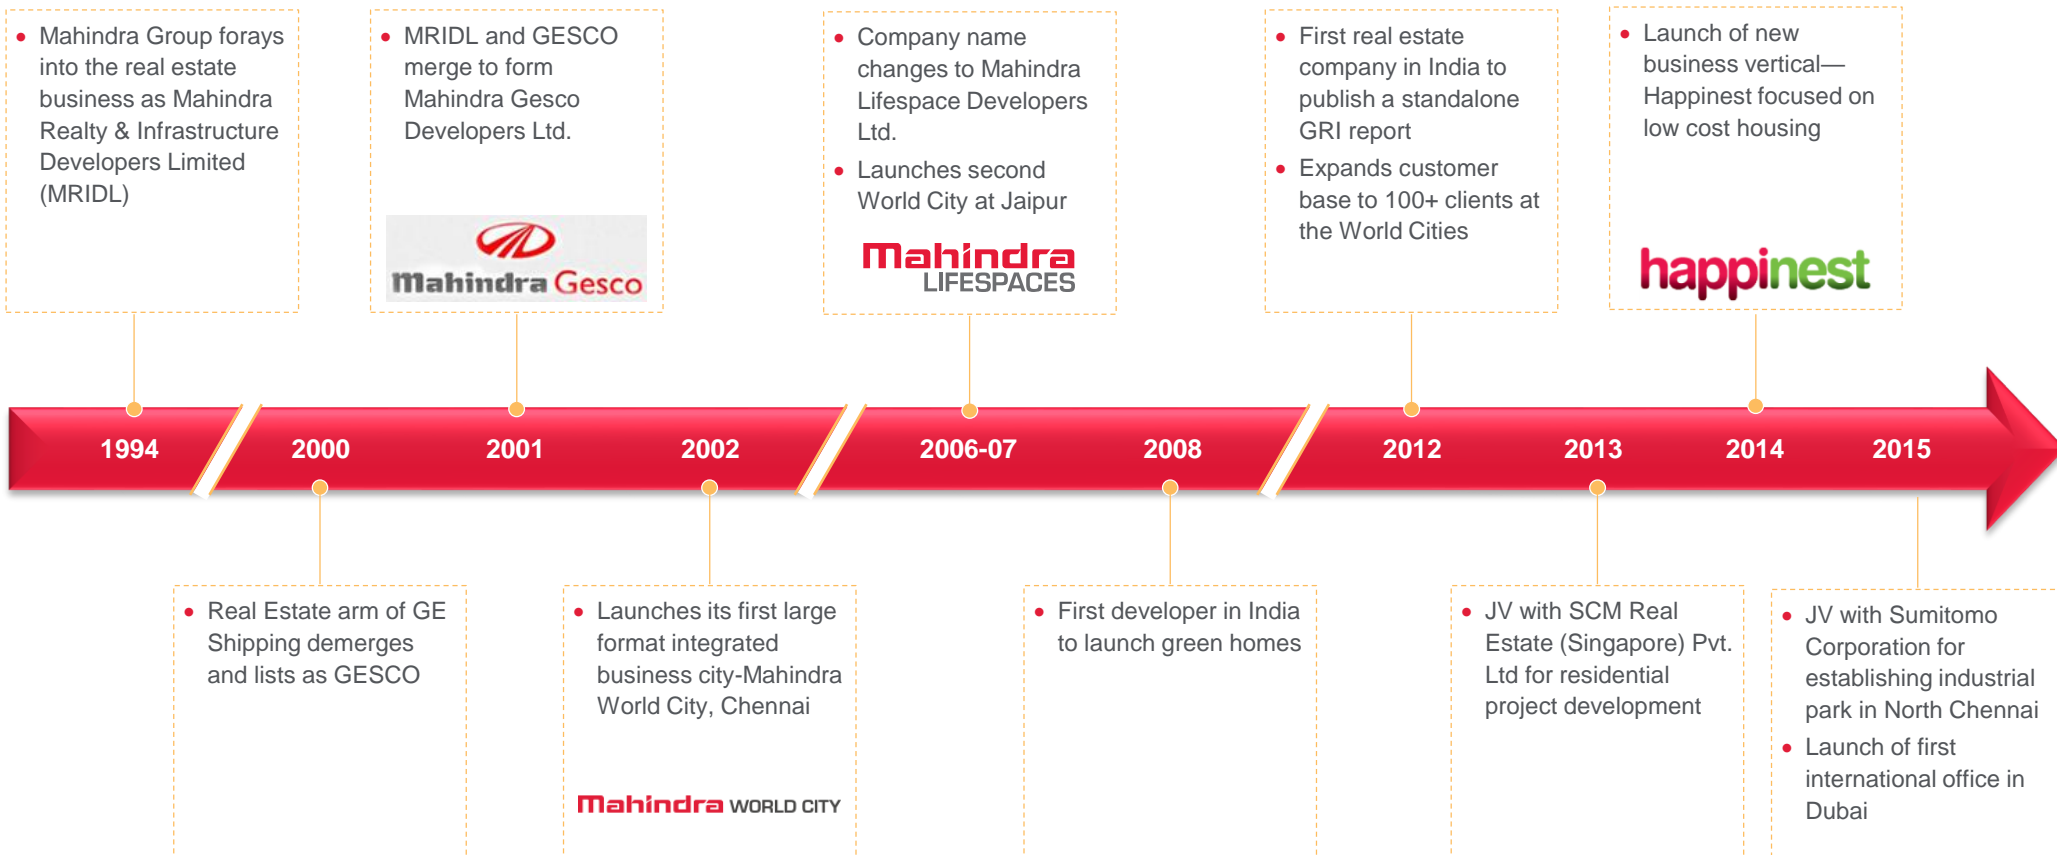 • Mahindra Group forays
into the real estate
business as Mahindra
Realty & Infrastructure
Developers Limited
(MRIDL)
• MRIDL and GESCO
merge to form
Mahindra Gesco
Developers Ltd.
Mahindra Gesco
• Company name
changes to Mahindra
Lifespace Developers
Ltd.
• Launches second
World City at Jaipur
Mahindra
LIFESPACES
• First real estate
company in India to
publish a standalone
GRI report
• Expands customer
base to 100+ clients at
the World Cities
• Launch of new
business vertical—
Happinest focused on
low cost housing
happinest
1994
2000
2001
2002
2006-07
2008
2012
2013
2014
2015
• Real Estate arm of GE
Shipping demerges
and lists as GESCO
• Launches its first large
format integrated
business city-Mahindra
World City, Chennai
Mahindra WORLD CITY
• First developer in India
to launch green homes
• JV with SCM Real
Estate (Singapore) Pvt.
Ltd for residential
project development
• JV with Sumitomo
Corporation for
establishing industrial
park in North Chennai
• Launch of first
international office in
Dubai